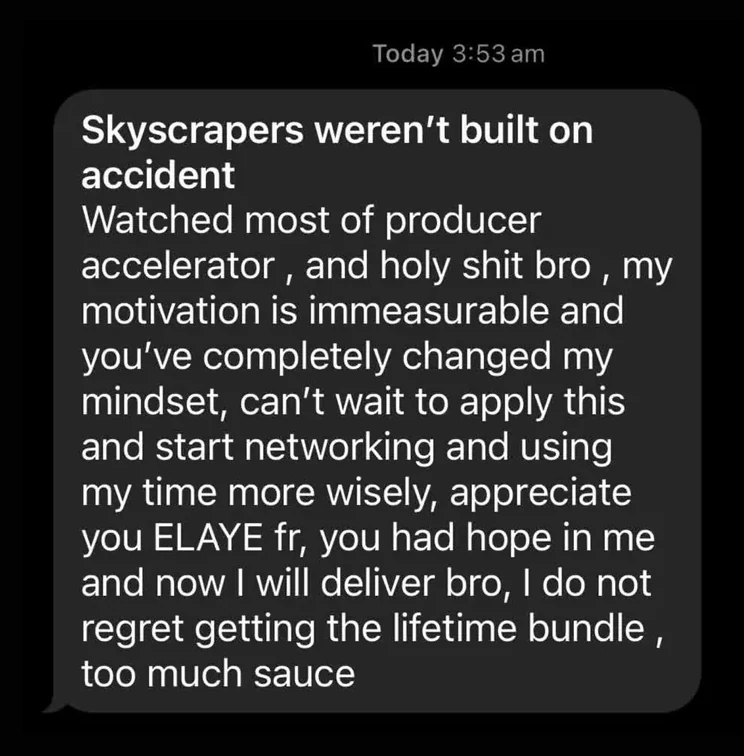 Today 3:53 am
Skyscrapers weren't built on
accident
Watched most of producer
accelerator , and holy shit bro , my
motivation is immeasurable and
you've completely changed my
mindset, can't wait to apply this
and start networking and using
my time more wisely, appreciate
you ELAYE fr, you had hope in me
and now I will deliver bro, I do not
regret getting the lifetime bundle ,
too much sauce